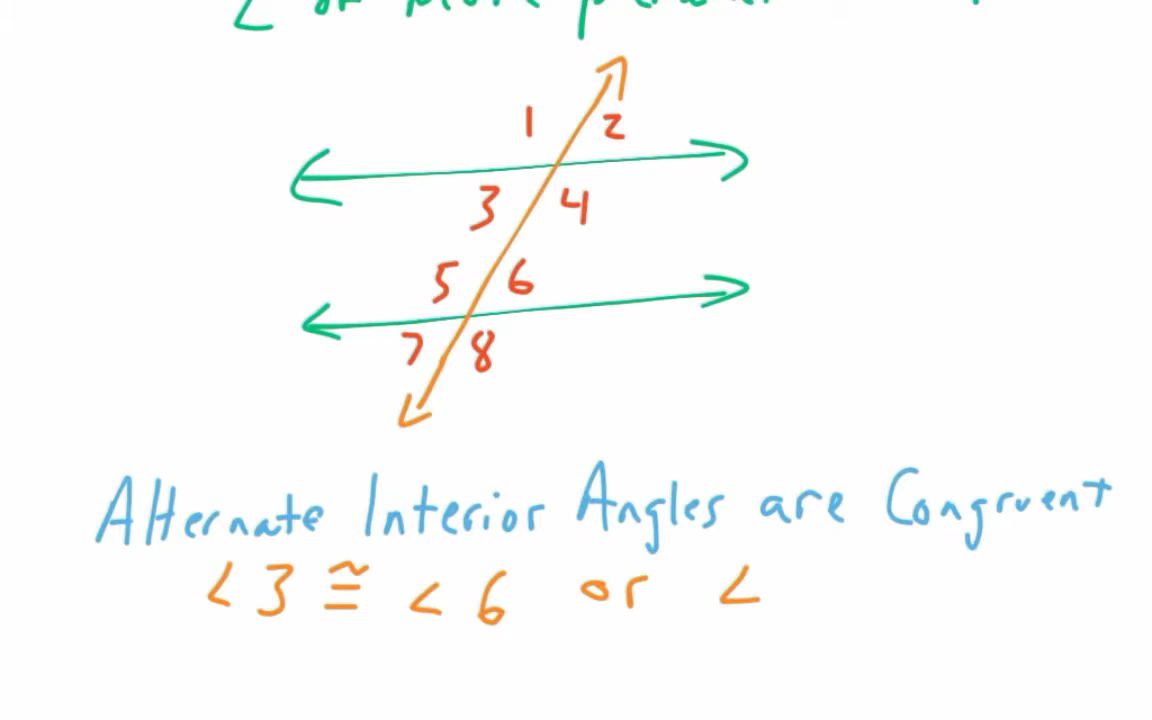 1 2
3 4
5 6
7 8
Alternate Interior Angles are Congruent
<3 ≅ <6 or <